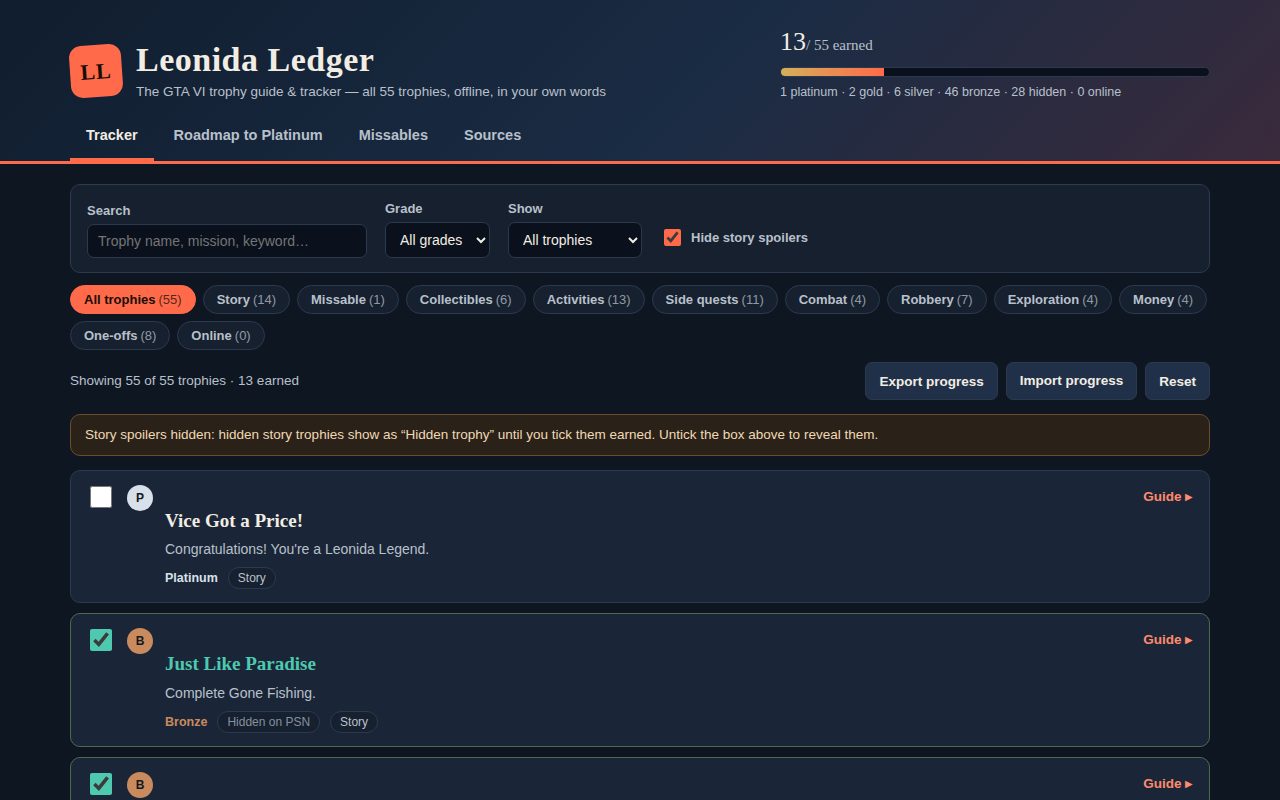 LL
Leonida Ledger
The GTA VI trophy guide & tracker — all 55 trophies, offline, in your own words
13/ 55 earned
1 platinum · 2 gold · 6 silver · 46 bronze · 28 hidden · 0 online
Tracker Roadmap to Platinum Missables Sources
Search Grade Show
Trophy name, mission, keyword… All grades All trophies Hide story spoilers
All trophies (55) Story (14) Missable (1) Collectibles (6) Activities (13) Side quests (11) Combat (4) Robbery (7) Exploration (4) Money (4)
One-offs (8) Online (0)
Showing 55 of 55 trophies · 13 earned Export progress Import progress Reset
Story spoilers hidden: hidden story trophies show as “Hidden trophy” until you tick them earned. Untick the box above to reveal them.
P Guide ▸
Vice Got a Price!
Congratulations! You're a Leonida Legend.
Platinum Story
B Guide ▸
Just Like Paradise
Complete Gone Fishing.
Bronze Hidden on PSN Story
B Guide ▸